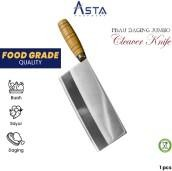 ASTA
PISAU DAGING JUMBO
Cleaver Knife
FOOD GRADE
QUALITY
Buah
Sayur
Daging
1 pcs